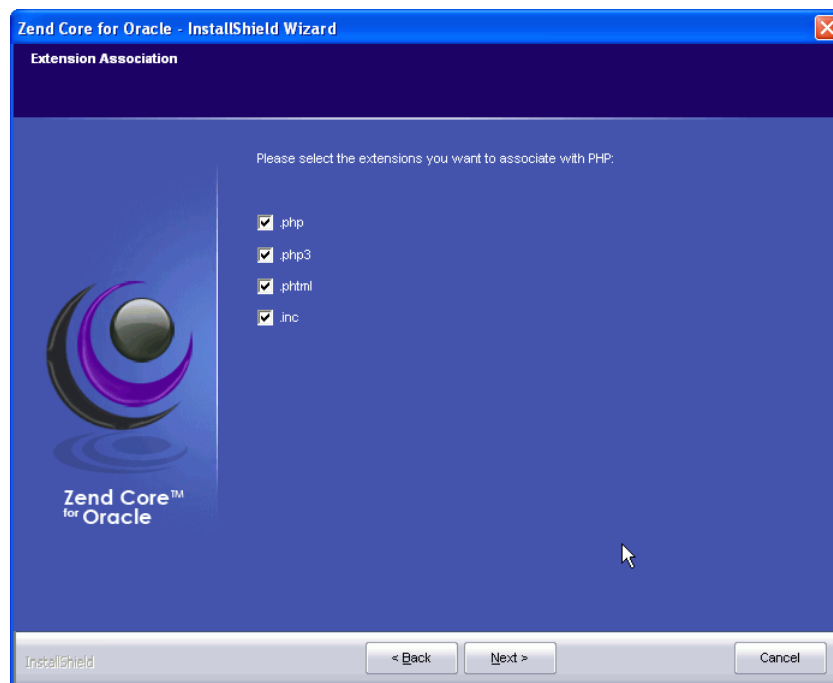 Zend Core for Oracle - InstallShield Wizard
Extension Association
Please select the extensions you want to associate with PHP:
.php
.php3
.phtml
.inc
Zend Core™
for Oracle
InstallShield
< Back
Next >
Cancel